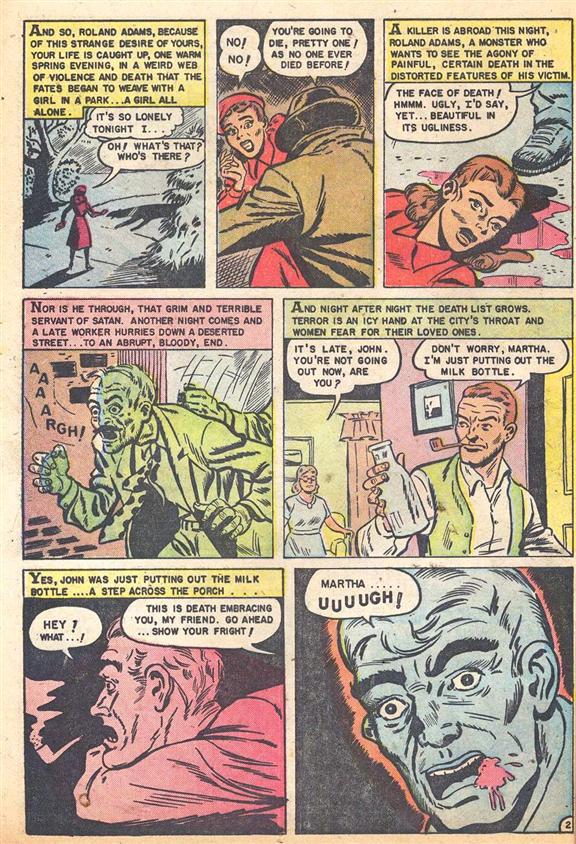 AND SO, ROLAND ADAMS, BECAUSE
OF THIS STRANGE DESIRE OF YOURS,
YOUR LIFE IS CAUGHT UP, ONE WARM
SPRING EVENING, IN A WEIRD WEB
OF VIOLENCE AND DEATH THAT THE
FATES BEGAN TO WEAVE WITH A
GIRL IN A PARK...A GIRL ALL
ALONE.
IT'S SO LONELY
TONIGHT I...
OH! WHAT'S THAT?
WHO'S THERE?
NO!
NO!
YOU'RE GOING TO
DIE, PRETTY ONE!
AS NO ONE EVER
DIED BEFORE!
A KILLER IS ABROAD THIS NIGHT,
ROLAND ADAMS, A MONSTER WHO
WANTS TO SEE THE AGONY OF
PAINFUL, CERTAIN DEATH IN THE
DISTORTED FEATURES OF HIS VICTIM.
THE FACE OF DEATH!
HMMM. UGLY, I'D SAY,
YET... BEAUTIFUL IN
ITS UGLINESS.
NOR IS HE THROUGH, THAT GRIM AND TERRIBLE
SERVANT OF SATAN. ANOTHER NIGHT COMES AND
A LATE WORKER HURRIES DOWN A DESERTED
STREET...TO AN ABRUPT, BLOODY, END.
A
A
A
A
RGH!
AND NIGHT AFTER NIGHT THE DEATH LIST GROWS.
TERROR IS AN ICY HAND AT THE CITY'S THROAT AND
WOMEN FEAR FOR THEIR LOVED ONES.
IT'S LATE, JOHN.
YOU'RE NOT GOING
OUT NOW, ARE
YOU?
DON'T WORRY, MARTHA.
I'M JUST PUTTING OUT THE
MILK BOTTLE.
YES, JOHN WAS JUST PUTTING OUT THE MILK
BOTTLE ....A STEP ACROSS THE PORCH . . . .
HEY?
WHAT...!
THIS IS DEATH EMBRACING
YOU, MY FRIEND. GO AHEAD
...SHOW YOUR FRIGHT!
MARTHA .....
UUUUGH!
2